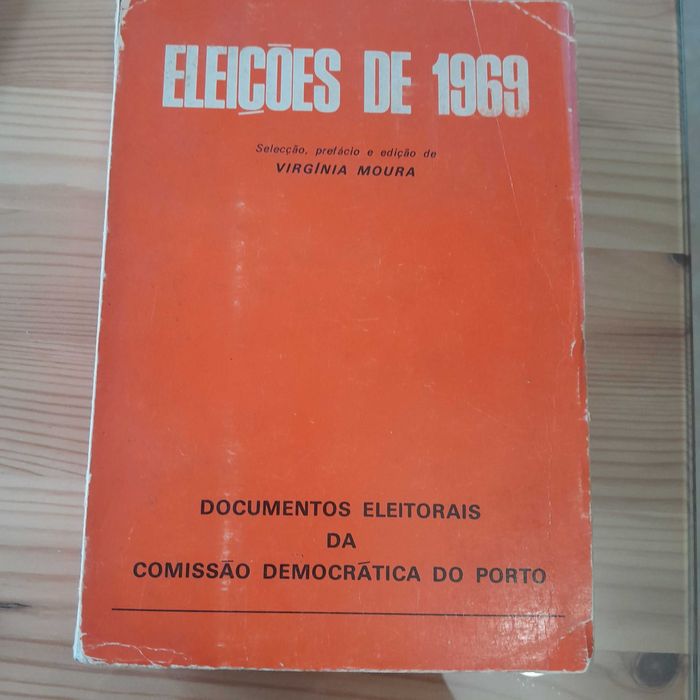 ELEIÇÕES DE 1969
Selecção, prefácio e edição de
VIRGÍNIA MOURA
DOCUMENTOS ELEITORAIS
DA
COMISSÃO DEMOCRÁTICA DO PORTO